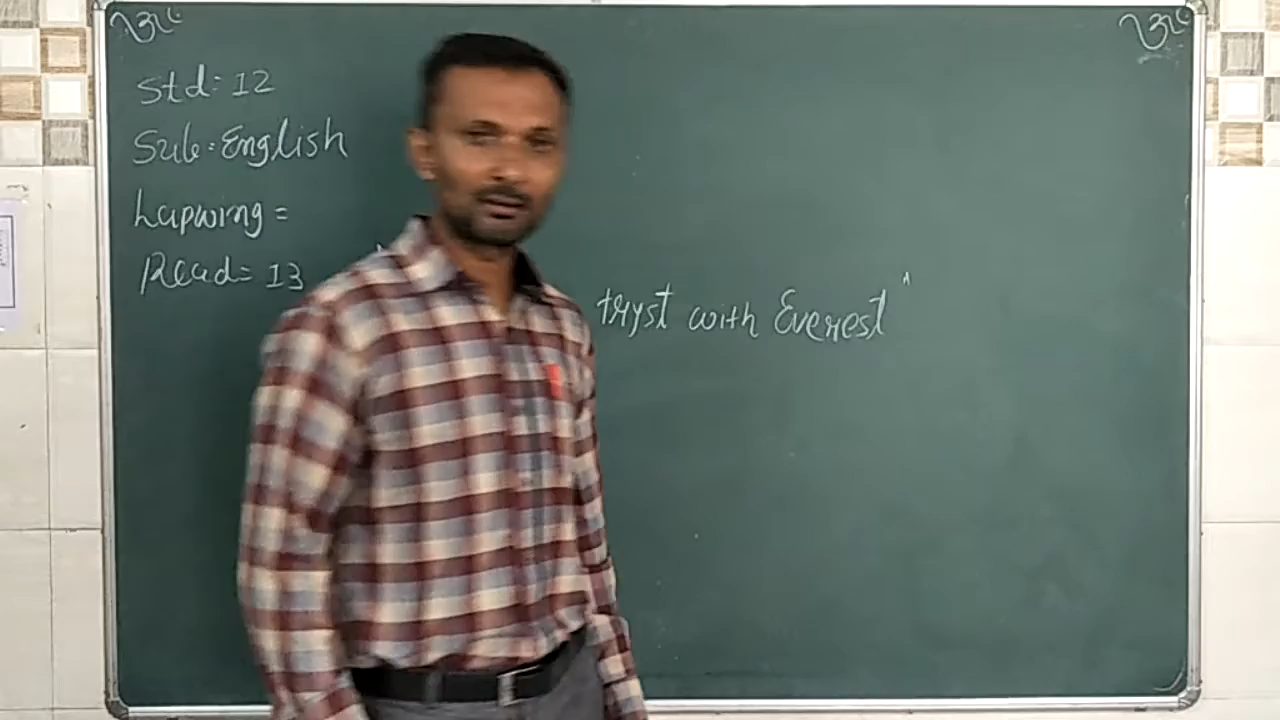 Std: 12
Sub: English
Lapwing =
Read = 13
tryst with Everest"